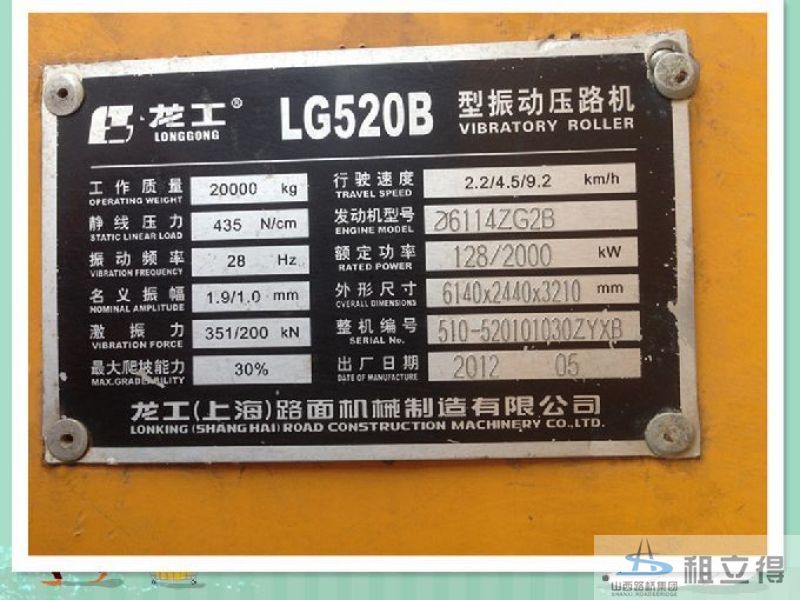 龙工®
LONGGONG
LG520B
型振动压路机
VIBRATORY ROLLER
工作质量 20000 kg
OPERATING WEIGHT
静线压力 435 N/cm
STATIC LINEAR LOAD
振动频率 28 Hz
VIBRATION FREQUENCY
名义振幅 1.9/1.0 mm
NOMINAL AMPLITUDE
激振力 351/200 kN
VIBRATION FORCE
最大爬坡能力 30%
MAX.GRADEABILITY
行驶速度 2.2/4.5/9.2 km/h
TRAVEL SPEED
发动机型号 D6114ZG2B
ENGINE MODEL
额定功率 128/2000 kW
RATED POWER
外形尺寸 6140x2440x3210 mm
OVERALL DIMENSIONS
整机编号 510-520101030ZYXB
SERIAL No.
出厂日期 2012 05
DATE OF MANUFACTURE
龙工(上海)路面机械制造有限公司
LONKING (SHANGHAI) ROAD CONSTRUCTION MACHINERY CO.,LTD.
山西路桥集团
SHANXI ROAD&BRIDGE
租立得